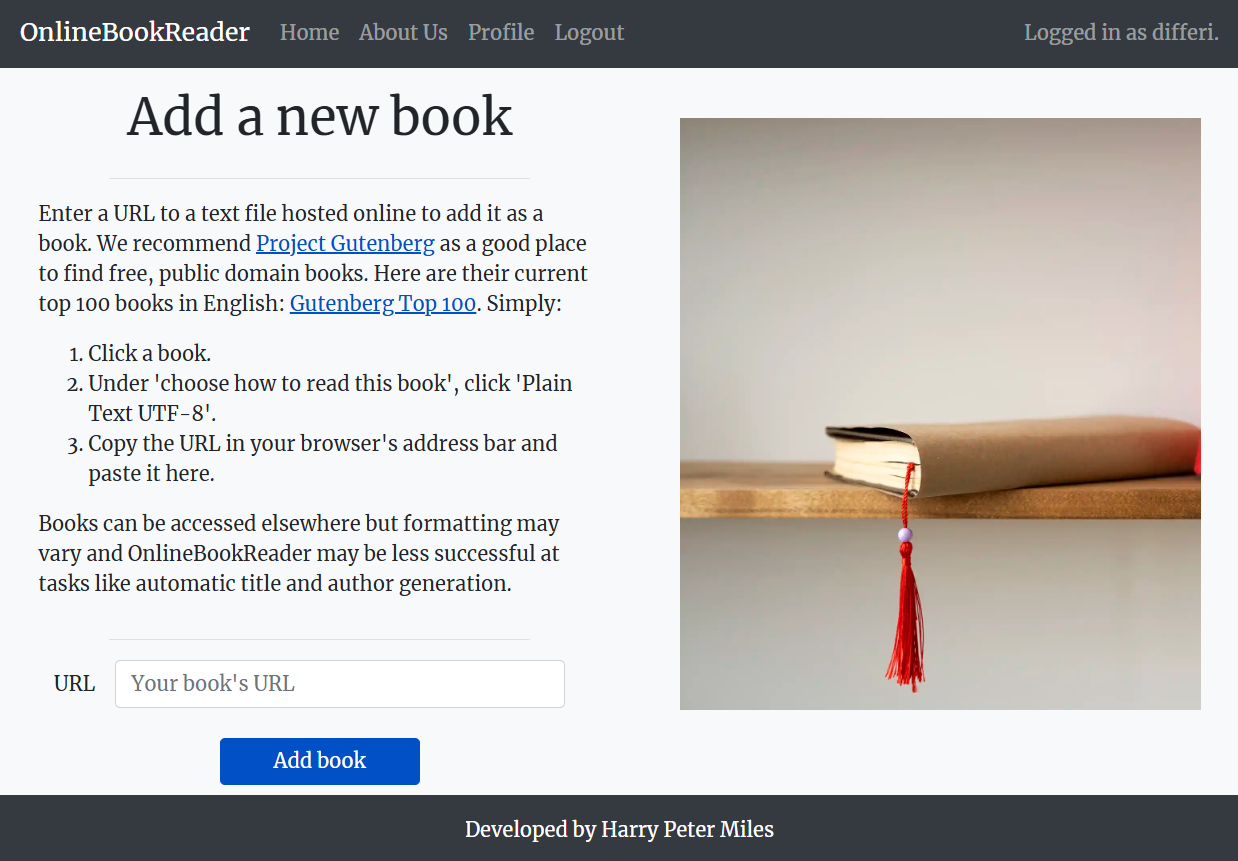 OnlineBookReader Home About Us Profile Logout Logged in as differi.
Add a new book
Enter a URL to a text file hosted online to add it as a
book. We recommend Project Gutenberg as a good place
to find free, public domain books. Here are their current
top 100 books in English: Gutenberg Top 100. Simply:
1. Click a book.
2. Under 'choose how to read this book', click 'Plain
Text UTF-8'.
3. Copy the URL in your browser's address bar and
paste it here.
Books can be accessed elsewhere but formatting may
vary and OnlineBookReader may be less successful at
tasks like automatic title and author generation.
URL Your book's URL
Add book
Developed by Harry Peter Miles